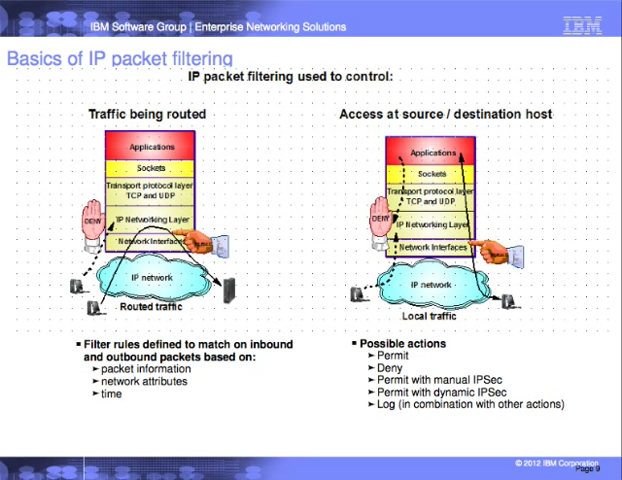 IBM Software Group | Enterprise Networking Solutions
IBM
Basics of IP packet filtering
IP packet filtering used to control:
Traffic being routed
Applications
Sockets
Transport protocol layer
TCP and UDP
IP Networking Layer
Network Interfaces
DENY
PERMIT
IP network
Routed traffic
Access at source / destination host
Applications
Sockets
Transport protocol layer
TCP and UDP
IP Networking Layer
Network Interfaces
DENY
PERMIT
IP network
Local traffic
▪ Filter rules defined to match on inbound
and outbound packets based on:
➤ packet information
➤ network attributes
➤ time
▪ Possible actions
➤ Permit
➤ Deny
➤ Permit with manual IPSec
➤ Permit with dynamic IPSec
➤ Log (in combination with other actions)
© 2012 IBM Corporation
Page 9